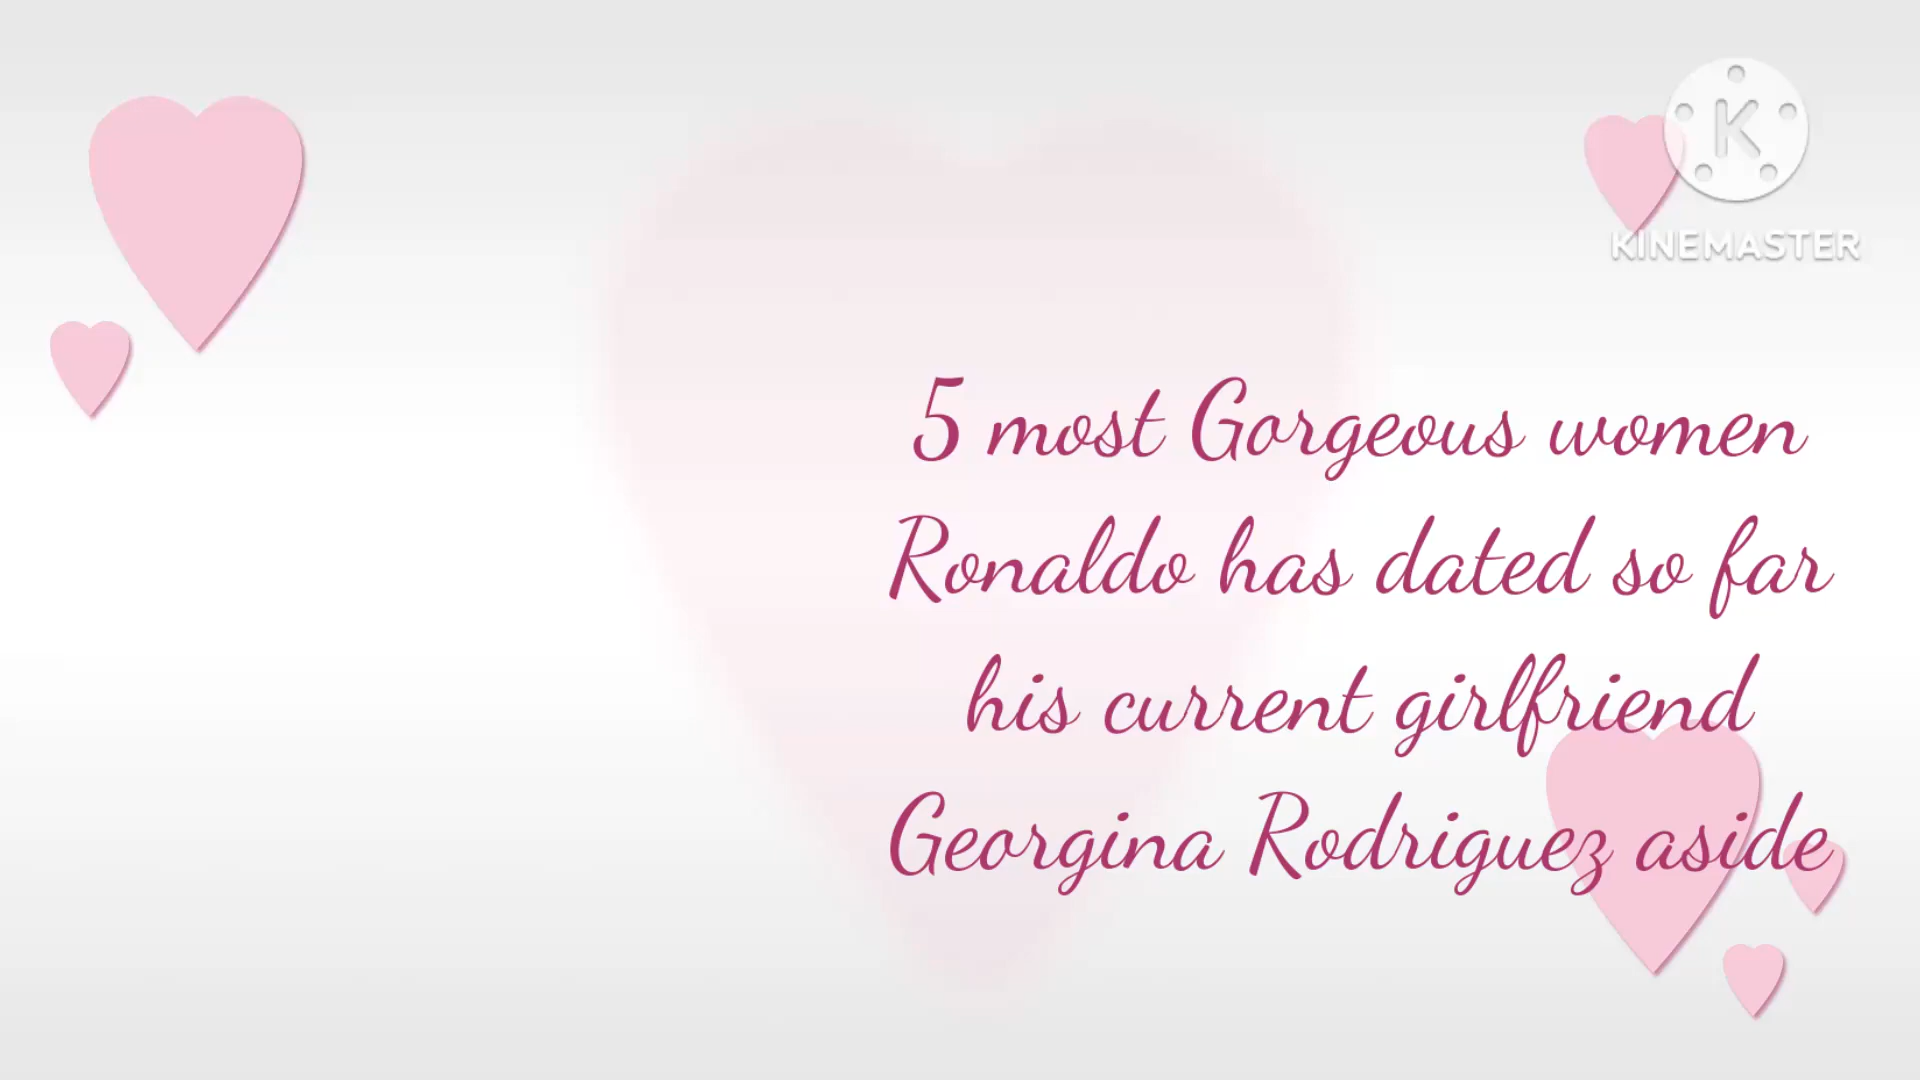 K
KINEMASTER
5 most Gorgeous women
Ronaldo has dated so far
his current girlfriend
Georgina Rodriguez aside